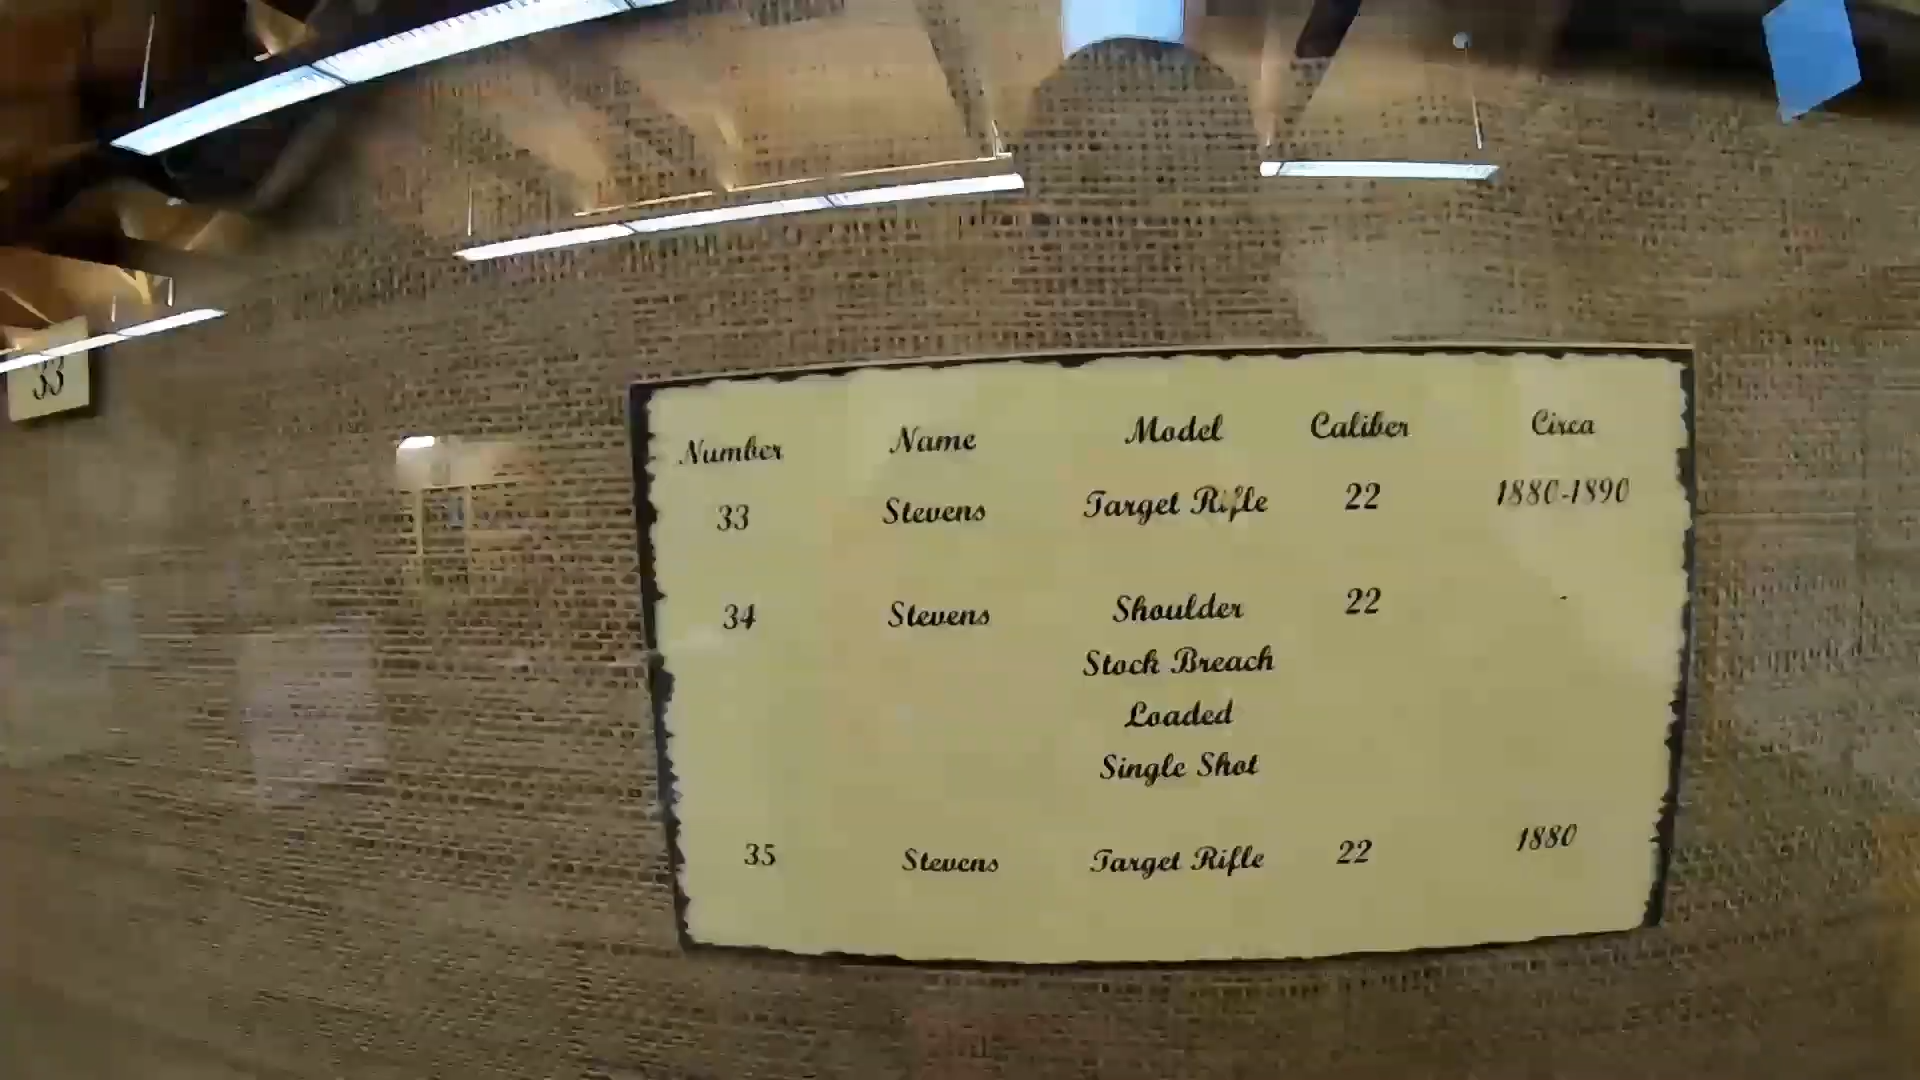 33
Number Name Model Caliber Circa
33 Stevens Target Rifle 22 1880-1890
34 Stevens Shoulder 22 -
Stock Breach
Loaded
Single Shot
35 Stevens Target Rifle 22 1880